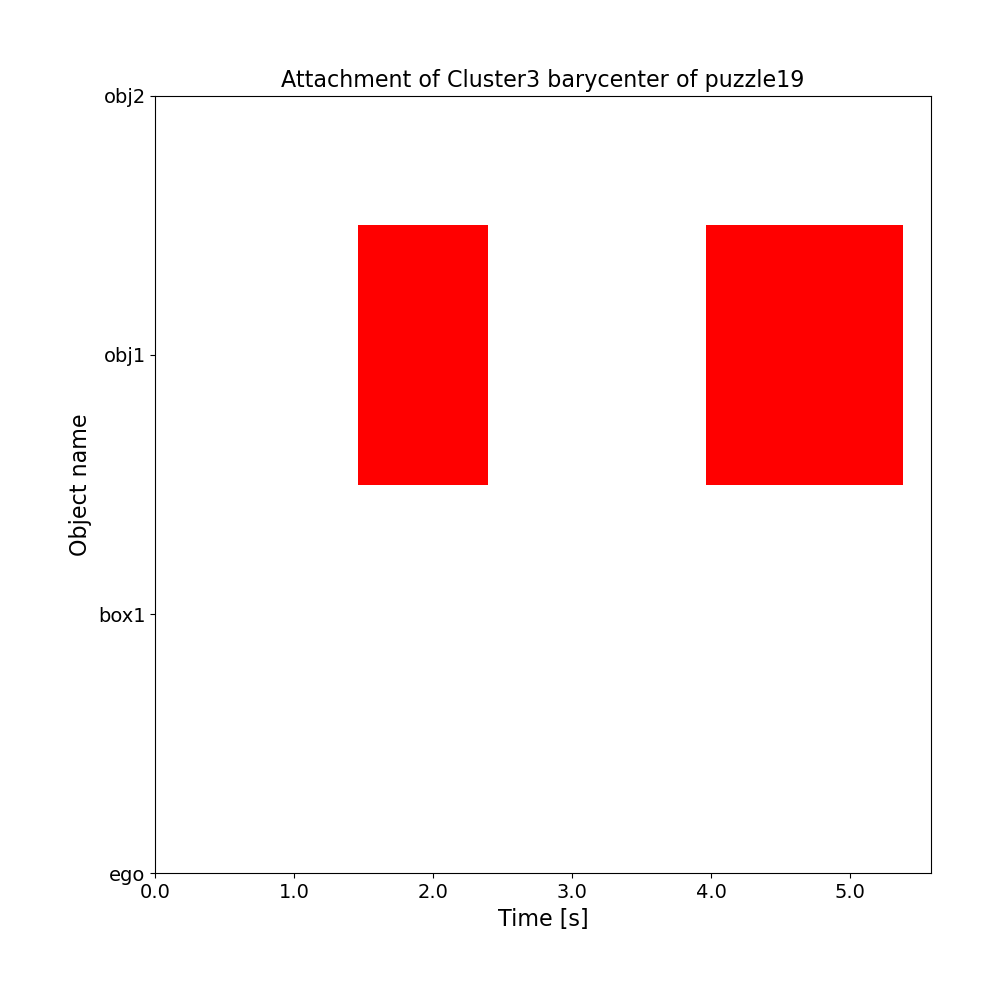 Attachment of Cluster3 barycenter of puzzle19
obj2
obj1
box1
ego
Object name
0.0 1.0 2.0 3.0 4.0 5.0
Time [s]